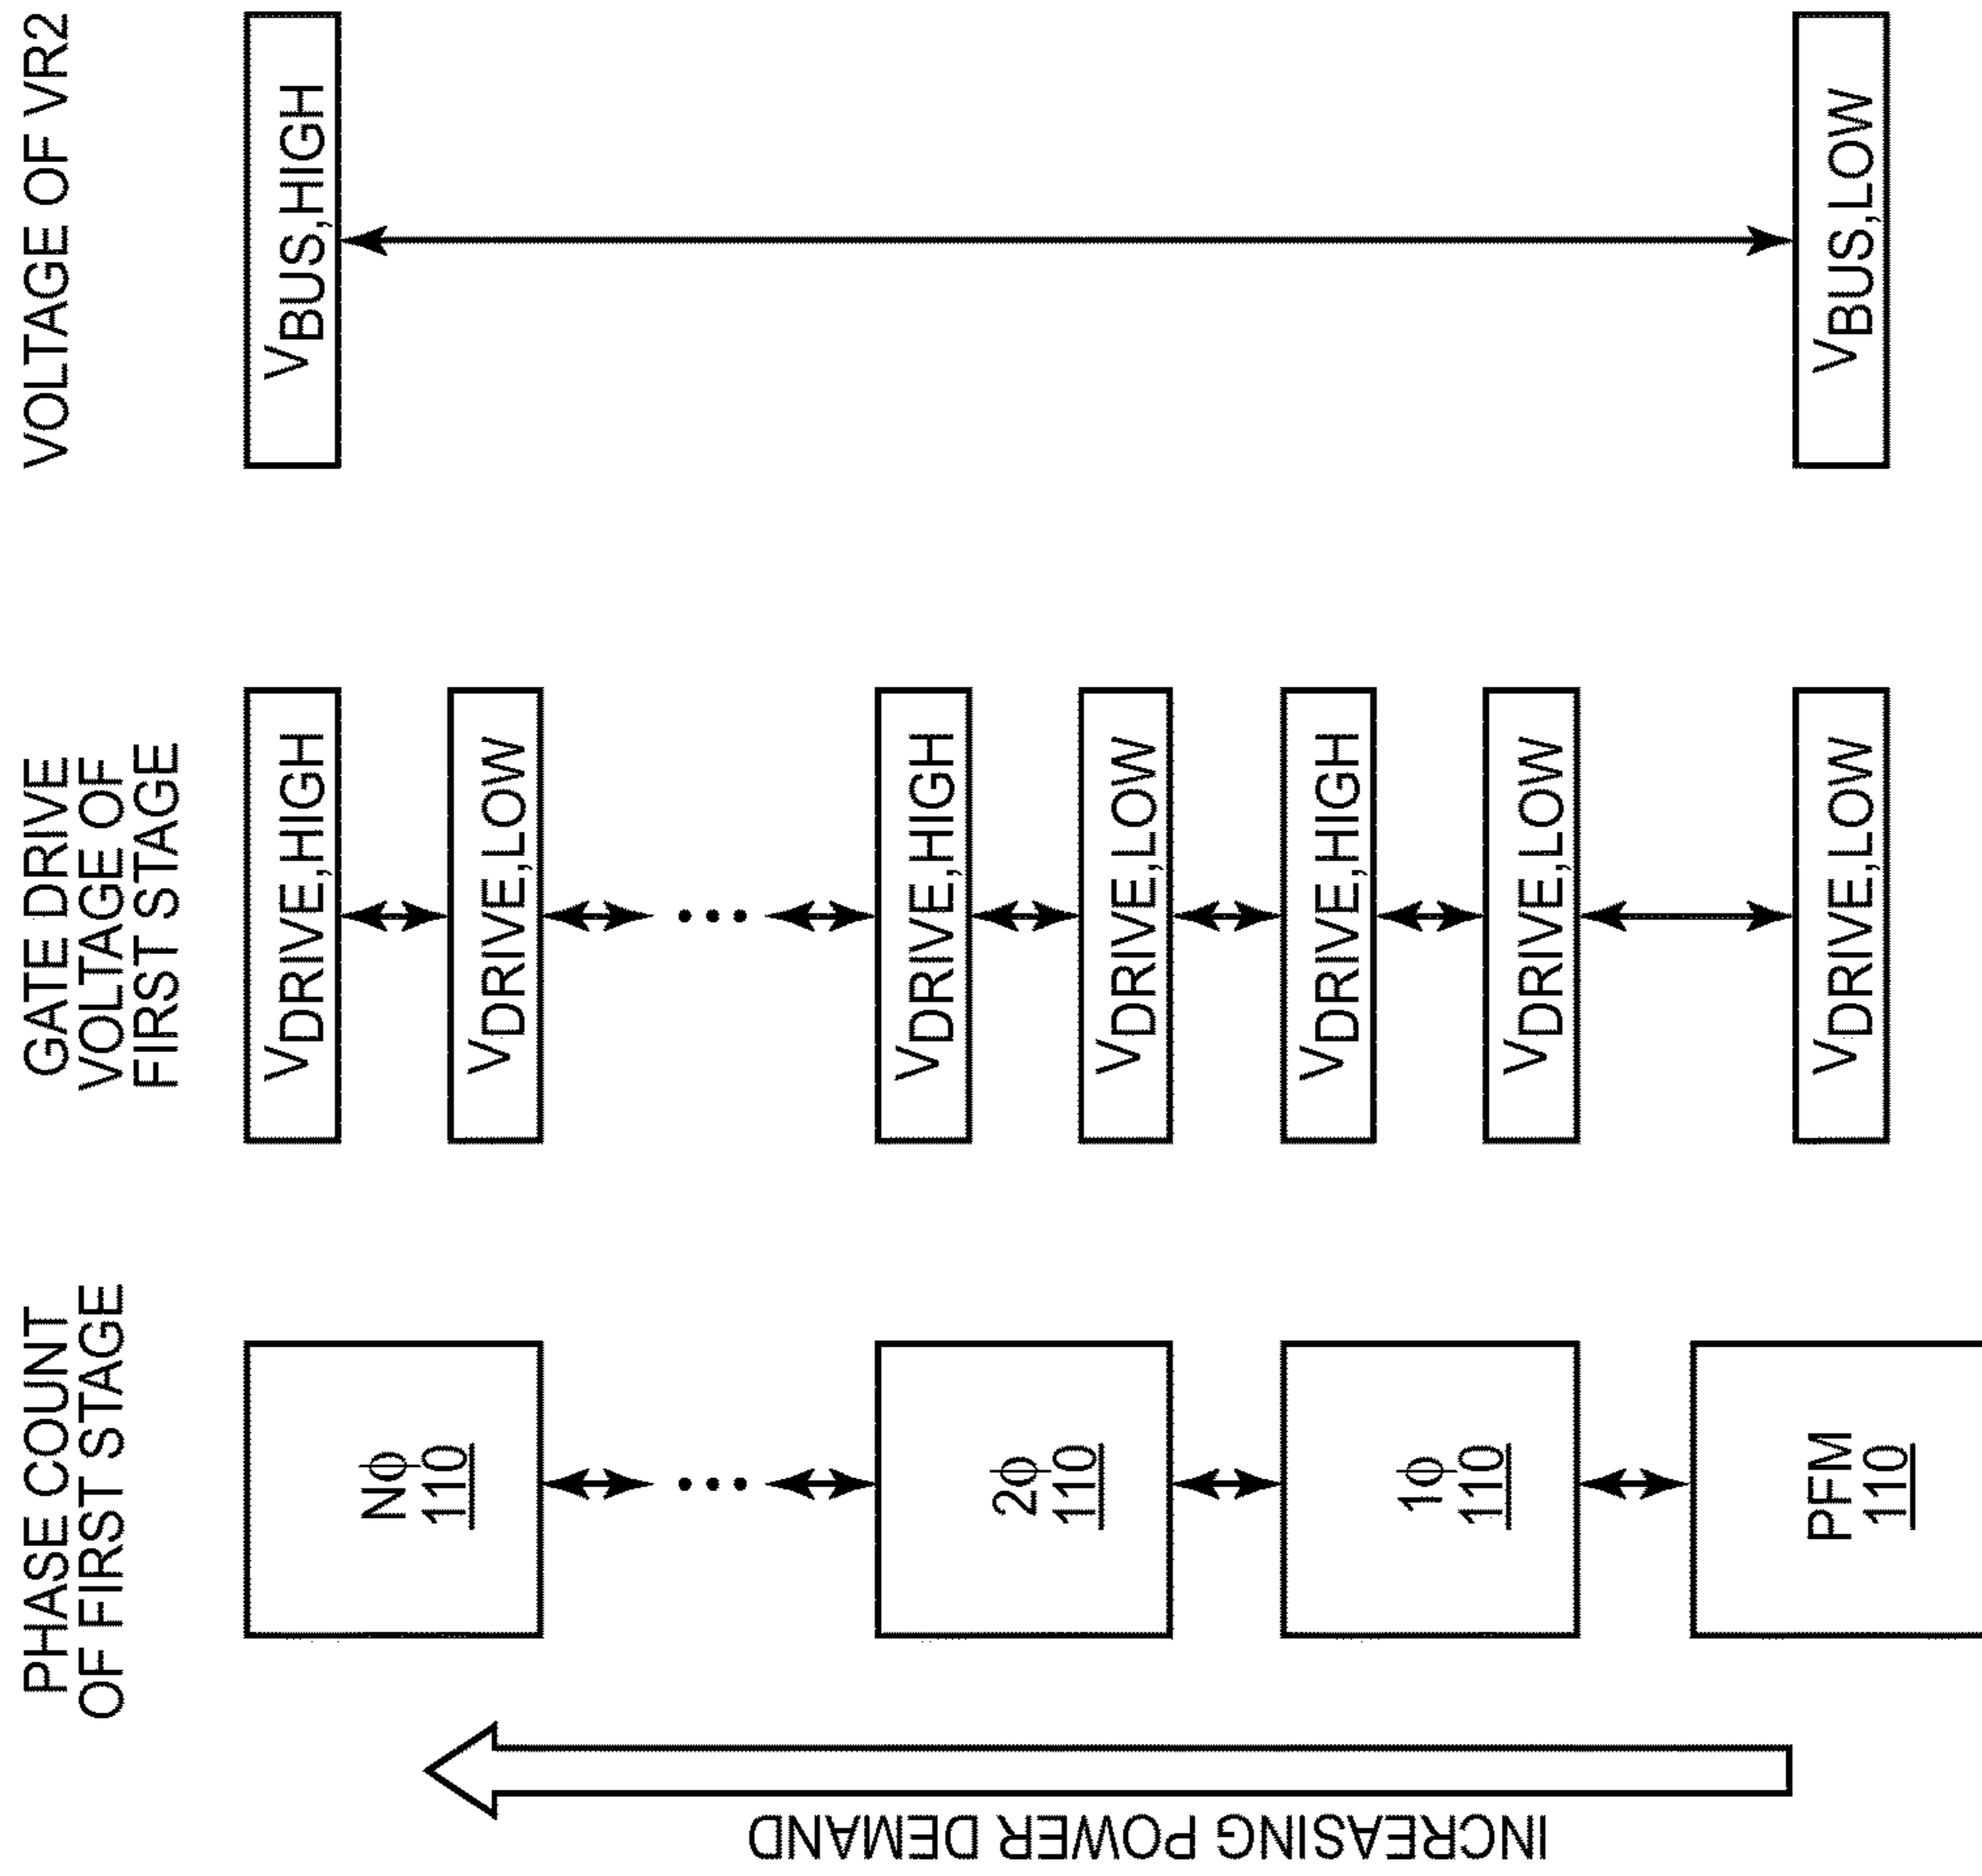 PHASE COUNT
OF FIRST STAGE
GATE DRIVE
VOLTAGE OF
FIRST STAGE
VOLTAGE OF VR2
INCREASING POWER DEMAND
Nϕ
110
2ϕ
110
1ϕ
110
PFM
110
VDRIVE,HIGH
VDRIVE,LOW
VDRIVE,HIGH
VDRIVE,LOW
VDRIVE,HIGH
VDRIVE,LOW
VDRIVE,LOW
VBUS,HIGH
VBUS,LOW